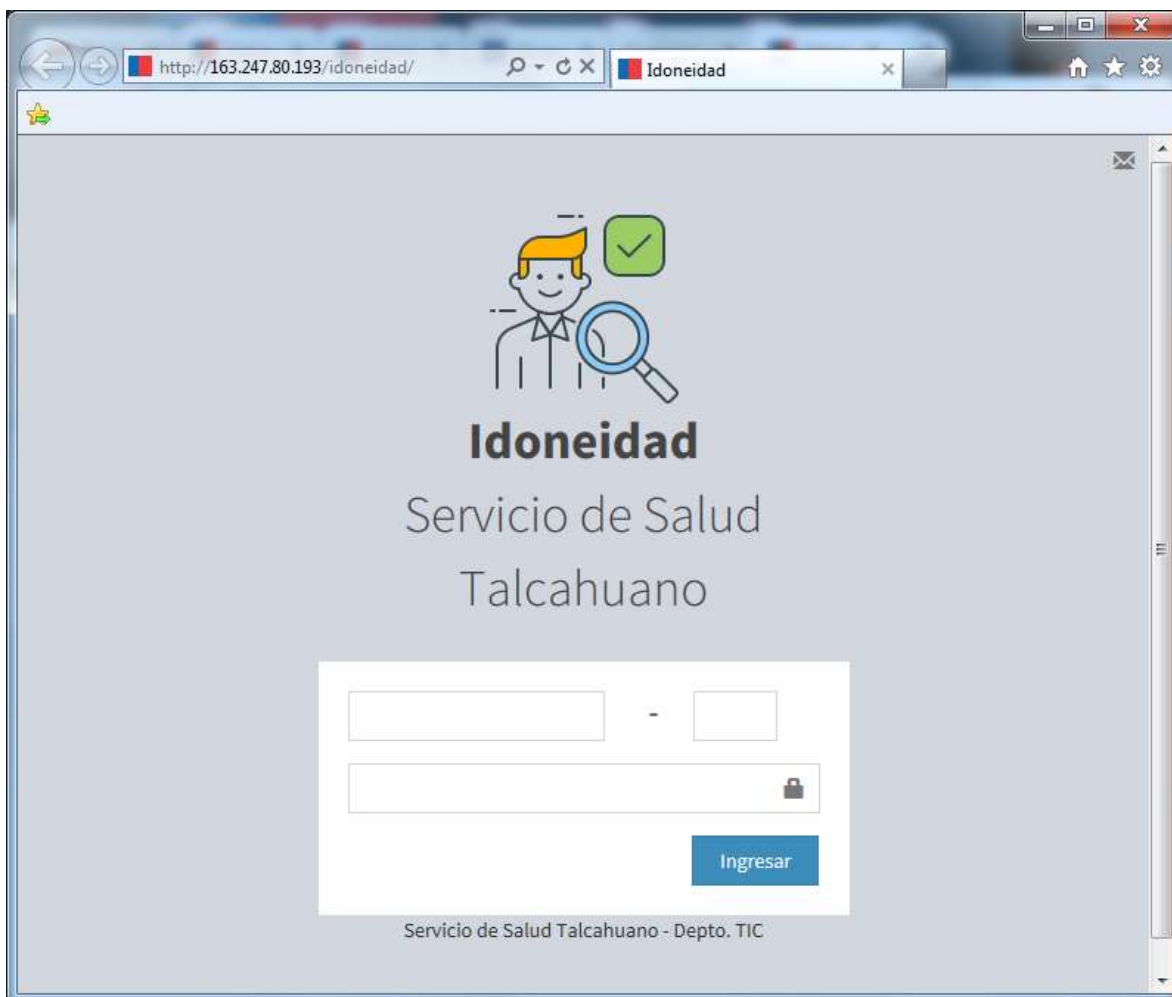 http://163.247.80.193/idoneidad/
Idoneidad
Idoneidad
Servicio de Salud
Talcahuano
-
Ingresar
Servicio de Salud Talcahuano - Depto. TIC